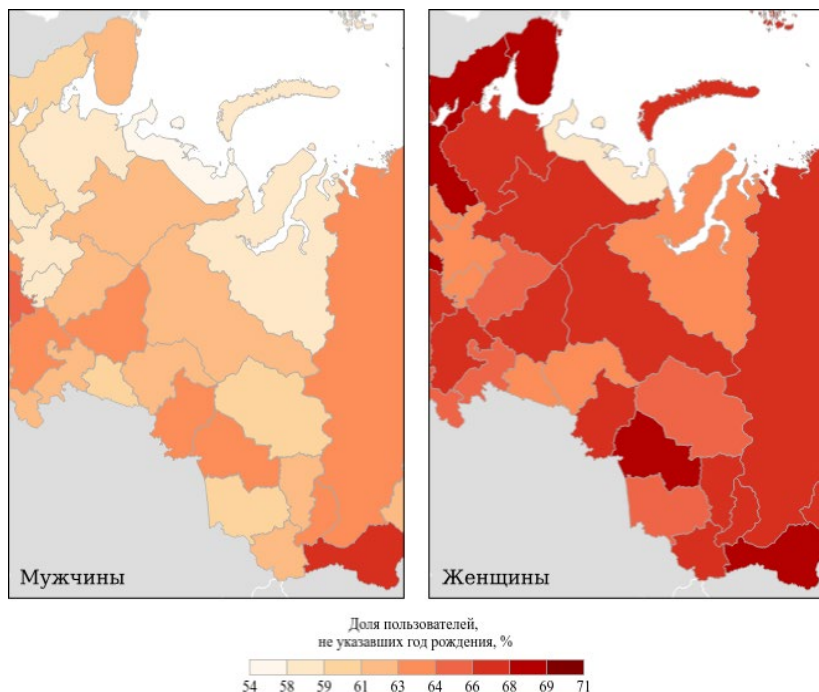 Мужчины
Женщины
Доля пользователей,
не указавших год рождения, %
54 58 59 61 63 64 66 68 69 71